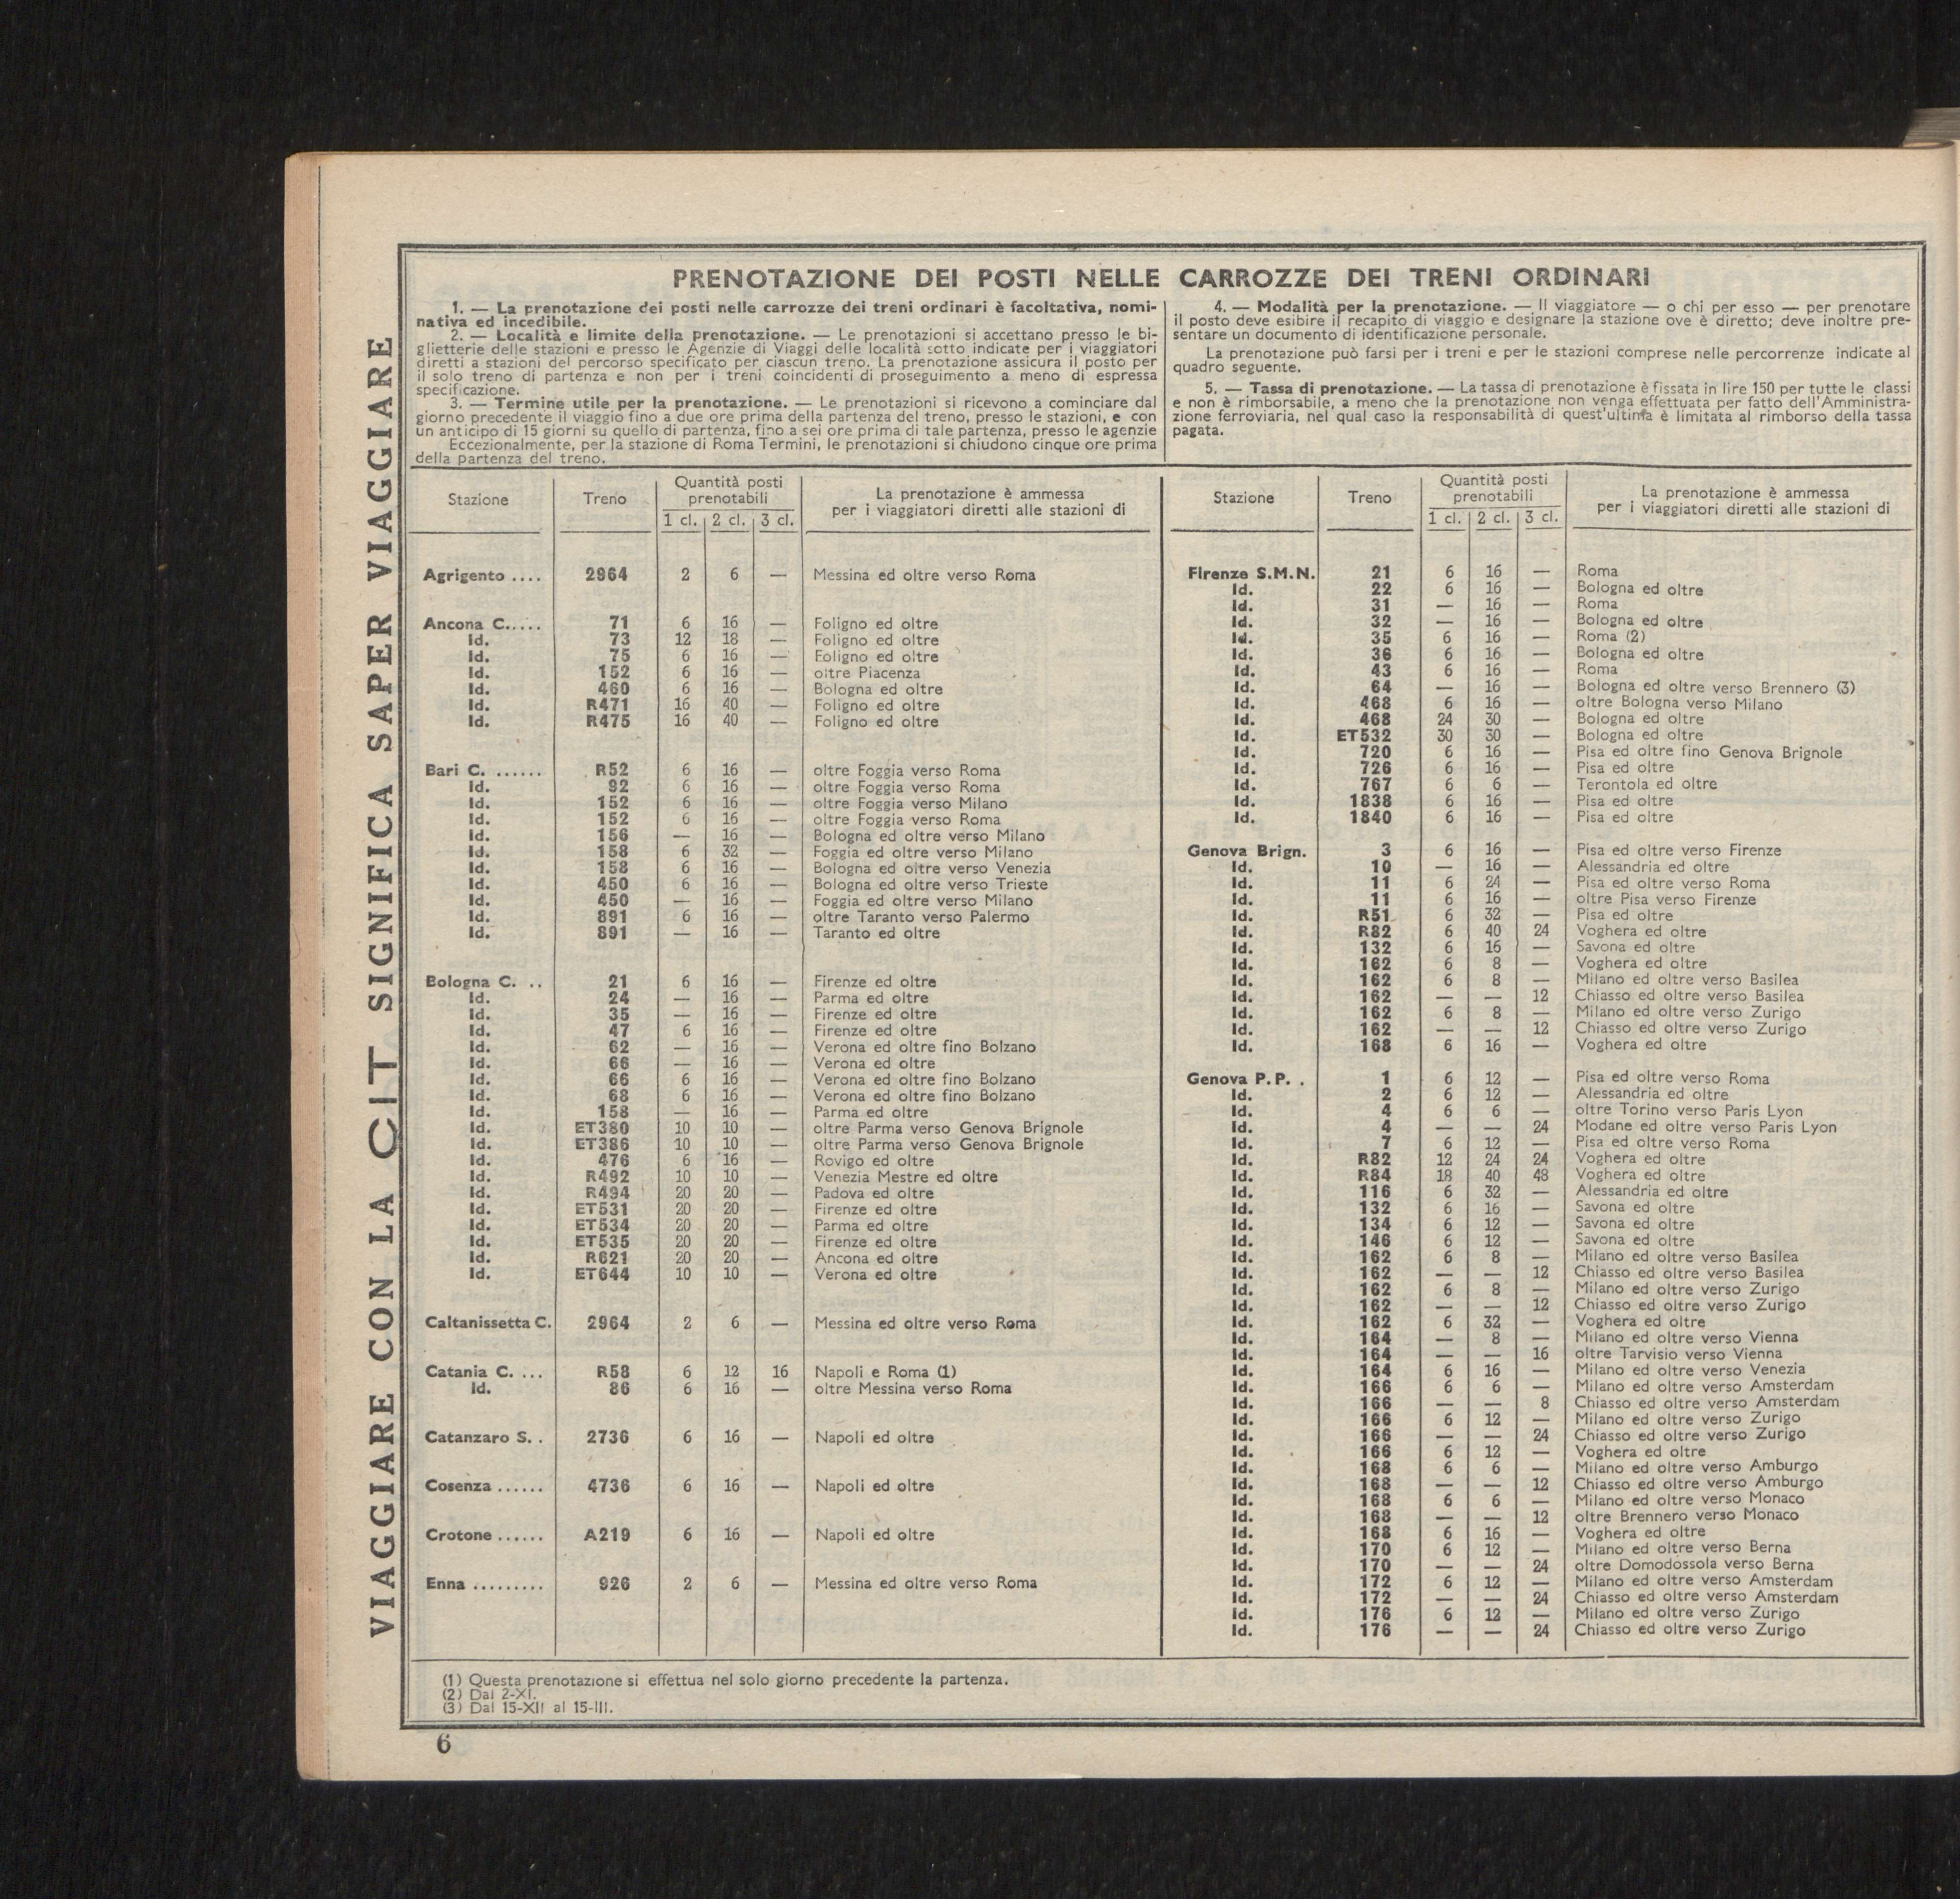 VIAGGIARE CON LA CIT SIGNIFICA SAPER VIAGGIARE
PRENOTAZIONE DEI POSTI NELLE CARROZZE DEI TRENI ORDINARI
1. — La prenotazione dei posti nelle carrozze dei treni ordinari è facoltativa, nomi-
nativa ed incedibile.
2. — Località e limite della prenotazione. — Le prenotazioni si accettano presso le bi-
glietterie delle stazioni e presso le Agenzie di Viaggi delle località sotto indicate per i viaggiatori
diretti a stazioni del percorso specificato per ciascun treno. La prenotazione assicura il posto per
il solo treno di partenza e non per i treni coincidenti di proseguimento a meno di espressa
specificazione.
3. — Termine utile per la prenotazione. — Le prenotazioni si ricevono a cominciare dal
giorno precedente il viaggio fino a due ore prima della partenza del treno, presso le stazioni, e con
un anticipo di 15 giorni su quello di partenza, fino a sei ore prima di tale partenza, presso le agenzie
Eccezionalmente, per la stazione di Roma Termini, le prenotazioni si chiudono cinque ore prima
della partenza del treno.
4. — Modalità per la prenotazione. — Il viaggiatore — o chi per esso — per prenotare
il posto deve esibire il recapito di viaggio e designare la stazione ove è diretto; deve inoltre pre-
sentare un documento di identificazione personale.
La prenotazione può farsi per i treni e per le stazioni comprese nelle percorrenze indicate al
quadro seguente.
5. — Tassa di prenotazione. — La tassa di prenotazione è fissata in lire 150 per tutte le classi
e non è rimborsabile, a meno che la prenotazione non venga effettuata per fatto dell'Amministra-
zione ferroviaria, nel qual caso la responsabilità di quest'ultima è limitata al rimborso della tassa
pagata.
Stazione Treno Quantità posti prenotabili 1 cl. 2 cl. 3 cl. La prenotazione è ammessa per i viaggiatori diretti alle stazioni di
Agrigento .... 2964 2 6 — Messina ed oltre verso Roma
Ancona C..... 71 6 16 — Foligno ed oltre
Id. 73 12 18 — Foligno ed oltre
Id. 75 6 16 — Foligno ed oltre
Id. 152 6 16 — oltre Piacenza
Id. 460 6 16 — Bologna ed oltre
Id. R471 16 40 — Foligno ed oltre
Id. R475 16 40 — Foligno ed oltre
Bari C. ...... R52 6 16 — oltre Foggia verso Roma
Id. 92 6 16 — oltre Foggia verso Roma
Id. 152 6 16 — oltre Foggia verso Milano
Id. 152 6 16 — oltre Foggia verso Roma
Id. 156 — 16 — Bologna ed oltre verso Milano
Id. 158 6 32 — Foggia ed oltre verso Milano
Id. 158 6 16 — Bologna ed oltre verso Venezia
Id. 450 6 16 — Bologna ed oltre verso Trieste
Id. 450 — 16 — Foggia ed oltre verso Milano
Id. 891 6 16 — oltre Taranto verso Palermo
Id. 891 — 16 — Taranto ed oltre
Bologna C. .. 21 6 16 — Firenze ed oltre
Id. 24 — 16 — Parma ed oltre
Id. 35 — 16 — Firenze ed oltre
Id. 47 6 16 — Firenze ed oltre
Id. 62 — 16 — Verona ed oltre fino Bolzano
Id. 66 — 16 — Verona ed oltre
Id. 66 6 16 — Verona ed oltre fino Bolzano
Id. 68 6 16 — Verona ed oltre fino Bolzano
Id. 158 — 16 — Parma ed oltre
Id. ET380 10 10 — oltre Parma verso Genova Brignole
Id. ET386 10 10 — oltre Parma verso Genova Brignole
Id. 476 6 16 — Rovigo ed oltre
Id. R492 10 10 — Venezia Mestre ed oltre
Id. R494 20 20 — Padova ed oltre
Id. ET531 20 20 — Firenze ed oltre
Id. ET534 20 20 — Parma ed oltre
Id. ET535 20 20 — Firenze ed oltre
Id. R621 20 20 — Ancona ed oltre
Id. ET644 10 10 — Verona ed oltre
Caltanissetta C. 2964 2 6 — Messina ed oltre verso Roma
Catania C. ... R58 6 12 16 Napoli e Roma (1)
Id. 86 6 16 — oltre Messina verso Roma
Catanzaro S. . 2736 6 16 — Napoli ed oltre
Cosenza ...... 4736 6 16 — Napoli ed oltre
Crotone ...... A219 6 16 — Napoli ed oltre
Enna ......... 926 2 6 — Messina ed oltre verso Roma
Stazione Treno Quantità posti prenotabili 1 cl. 2 cl. 3 cl. La prenotazione è ammessa per i viaggiatori diretti alle stazioni di
Firenze S.M.N. 21 6 16 — Roma
Id. 22 6 16 — Bologna ed oltre
Id. 31 — 16 — Roma
Id. 32 — 16 — Bologna ed oltre
Id. 35 6 16 — Roma (2)
Id. 36 6 16 — Bologna ed oltre
Id. 43 6 16 — Roma
Id. 64 — 16 — Bologna ed oltre verso Brennero (3)
Id. 468 6 16 — oltre Bologna verso Milano
Id. 468 24 30 — Bologna ed oltre
Id. ET532 30 30 — Bologna ed oltre
Id. 720 6 16 — Pisa ed oltre fino Genova Brignole
Id. 726 6 16 — Pisa ed oltre
Id. 767 6 6 — Terontola ed oltre
Id. 1838 6 16 — Pisa ed oltre
Id. 1840 6 16 — Pisa ed oltre
Genova Brign. 3 6 16 — Pisa ed oltre verso Firenze
Id. 10 — 16 — Alessandria ed oltre
Id. 11 6 24 — Pisa ed oltre verso Roma
Id. 11 6 16 — oltre Pisa verso Firenze
Id. R51 6 32 — Pisa ed oltre
Id. R82 6 40 24 Voghera ed oltre
Id. 132 6 16 — Savona ed oltre
Id. 162 6 8 — Voghera ed oltre
Id. 162 6 8 — Milano ed oltre verso Basilea
Id. 162 — — 12 Chiasso ed oltre verso Basilea
Id. 162 6 8 — Milano ed oltre verso Zurigo
Id. 162 — — 12 Chiasso ed oltre verso Zurigo
Id. 168 6 16 — Voghera ed oltre
Genova P.P. . 1 6 12 — Pisa ed oltre verso Roma
Id. 2 6 12 — Alessandria ed oltre
Id. 4 6 6 — oltre Torino verso Paris Lyon
Id. 4 — — 24 Modane ed oltre verso Paris Lyon
Id. 7 6 12 — Pisa ed oltre verso Roma
Id. R82 12 24 24 Voghera ed oltre
Id. R84 18 40 48 Voghera ed oltre
Id. 116 6 32 — Alessandria ed oltre
Id. 132 6 16 — Savona ed oltre
Id. 134 6 12 — Savona ed oltre
Id. 146 6 12 — Savona ed oltre
Id. 162 6 8 — Milano ed oltre verso Basilea
Id. 162 — — 12 Chiasso ed oltre verso Basilea
Id. 162 6 8 — Milano ed oltre verso Zurigo
Id. 162 — — 12 Chiasso ed oltre verso Zurigo
Id. 162 6 32 — Voghera ed oltre
Id. 164 — 8 — Milano ed oltre verso Vienna
Id. 164 — — 16 oltre Tarvisio verso Vienna
Id. 164 6 16 — Milano ed oltre verso Venezia
Id. 166 6 6 — Milano ed oltre verso Amsterdam
Id. 166 — — 8 Chiasso ed oltre verso Amsterdam
Id. 166 6 12 — Milano ed oltre verso Zurigo
Id. 166 — — 24 Chiasso ed oltre verso Zurigo
Id. 166 6 12 — Voghera ed oltre
Id. 168 6 6 — Milano ed oltre verso Amburgo
Id. 168 — — 12 Chiasso ed oltre verso Amburgo
Id. 168 6 6 — Milano ed oltre verso Monaco
Id. 168 — — 12 oltre Brennero verso Monaco
Id. 168 6 16 — Voghera ed oltre
Id. 170 6 12 — Milano ed oltre verso Berna
Id. 170 — — 24 oltre Domodossola verso Berna
Id. 172 6 12 — Milano ed oltre verso Amsterdam
Id. 172 — — 24 Chiasso ed oltre verso Amsterdam
Id. 176 6 12 — Milano ed oltre verso Zurigo
Id. 176 — — 24 Chiasso ed oltre verso Zurigo
(1) Questa prenotazione si effettua nel solo giorno precedente la partenza.
(2) Dal 2-XI.
(3) Dal 15-XII al 15-III.
6